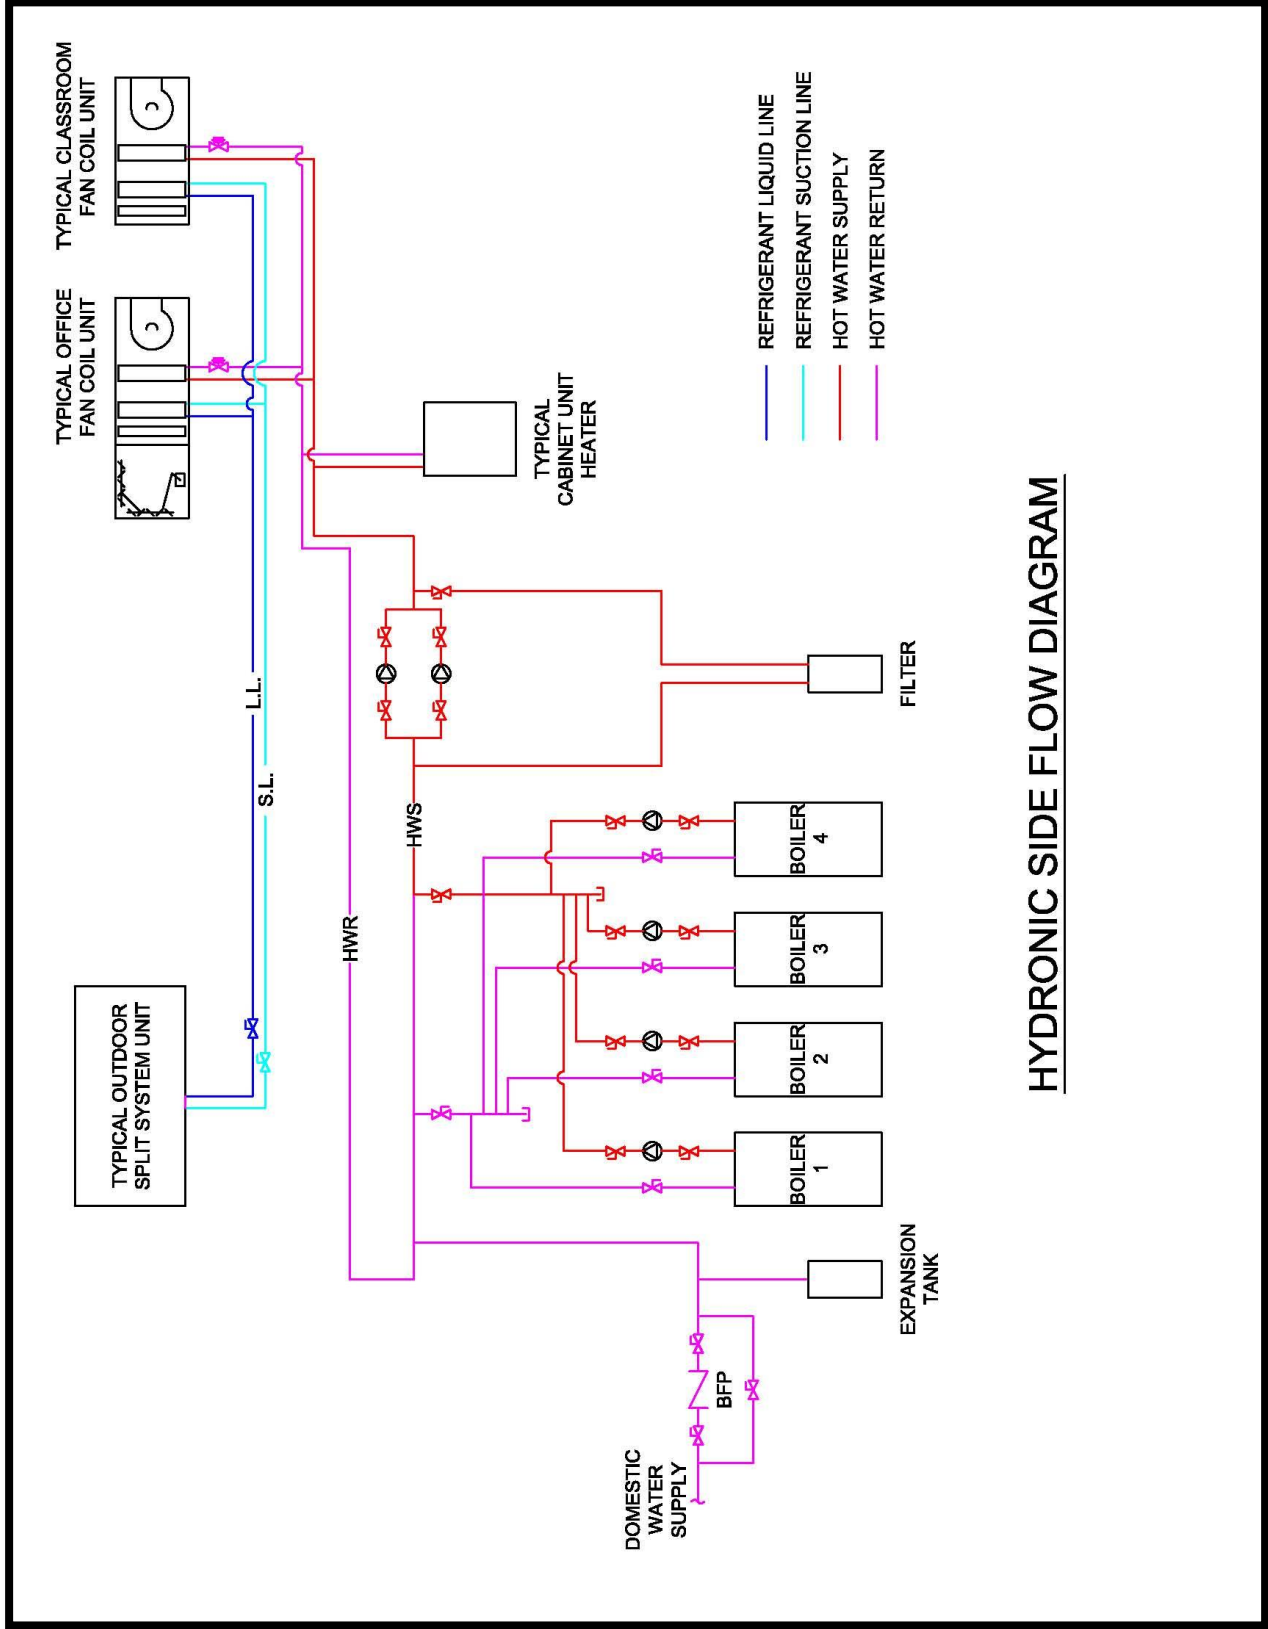 TYPICAL OUTDOOR
SPLIT SYSTEM UNIT
L.L.
S.L.
TYPICAL OFFICE
FAN COIL UNIT
TYPICAL CLASSROOM
FAN COIL UNIT
HWR
HWS
TYPICAL
CABINET UNIT
HEATER
DOMESTIC
WATER
SUPPLY
BFP
EXPANSION
TANK
BOILER
1
BOILER
2
BOILER
3
BOILER
4
FILTER
REFRIGERANT LIQUID LINE
REFRIGERANT SUCTION LINE
HOT WATER SUPPLY
HOT WATER RETURN
HYDRONIC SIDE FLOW DIAGRAM